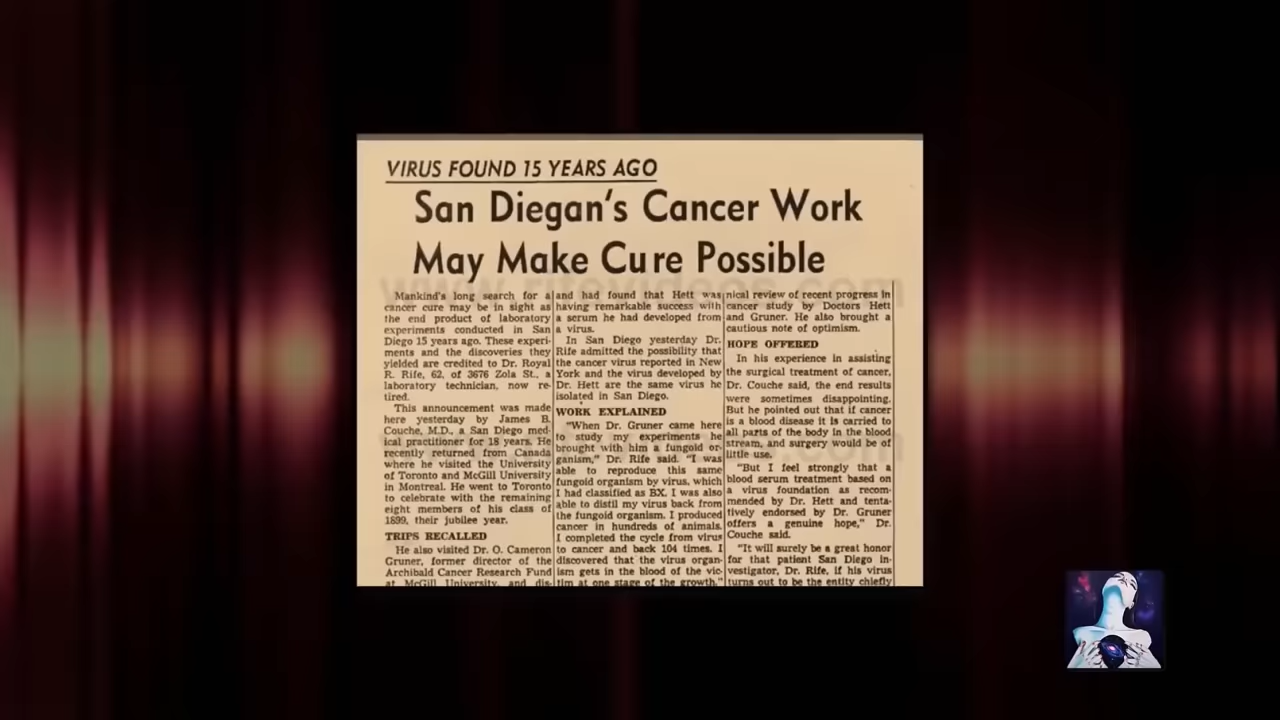 VIRUS FOUND 15 YEARS AGO
San Diegan's Cancer Work
May Make Cure Possible
Mankind's long search for a
cancer cure may be in sight as
the end product of laboratory
experiments conducted in San
Diego 15 years ago. These experi-
ments and the discoveries they
yielded are credited to Dr. Royal
R. Rife, 62, of 3676 Zola St., a
laboratory technician, now re-
tired.
This announcement was made
here yesterday by James B.
Couche, M.D., a San Diego med-
ical practitioner for 18 years. He
recently returned from Canada
where he visited the University
of Toronto and McGill University
in Montreal. He went to Toronto
to celebrate with the remaining
eight members of his class of
1899, their jubilee year.
TRIPS RECALLED
He also visited Dr. O. Cameron
Gruner, former director of the
Archibald Cancer Research Fund
at McGill University, and dis-
and had found that Hett was
having remarkable success with
a serum he had developed from
a virus.
In San Diego yesterday Dr.
Rife admitted the possibility that
the cancer virus reported in New
York and the virus developed by
Dr. Hett are the same virus he
isolated in San Diego.
WORK EXPLAINED
"When Dr. Gruner came here
to study my experiments he
brought with him a fungoid or-
ganism," Dr. Rife said. "I was
able to reproduce this same
fungoid organism by virus, which
I had classified as BX. I was also
able to distil my virus back from
the fungoid organism. I produced
cancer in hundreds of animals.
I completed the cycle from virus
to cancer and back 104 times. I
discovered that the virus organ-
ism gets in the blood of the vic-
tim at one stage of the growth."
nical review of recent progress in
cancer study by Doctors Hett
and Gruner. He also brought a
cautious note of optimism.
HOPE OFFERED
In his experience in assisting
the surgical treatment of cancer,
Dr. Couche said, the end results
were sometimes disappointing.
But he pointed out that if cancer
is a blood disease it is carried to
all parts of the body in the blood
stream, and surgery would be of
little use.
"But I feel strongly that a
blood serum treatment based on
a virus foundation as recom-
mended by Dr. Hett and tenta-
tively endorsed by Dr. Gruner
offers a genuine hope," Dr.
Couche said.
"It will surely be a great honor
for that patient San Diego in-
vestigator, Dr. Rife, if his virus
turns out to be the entity chiefly